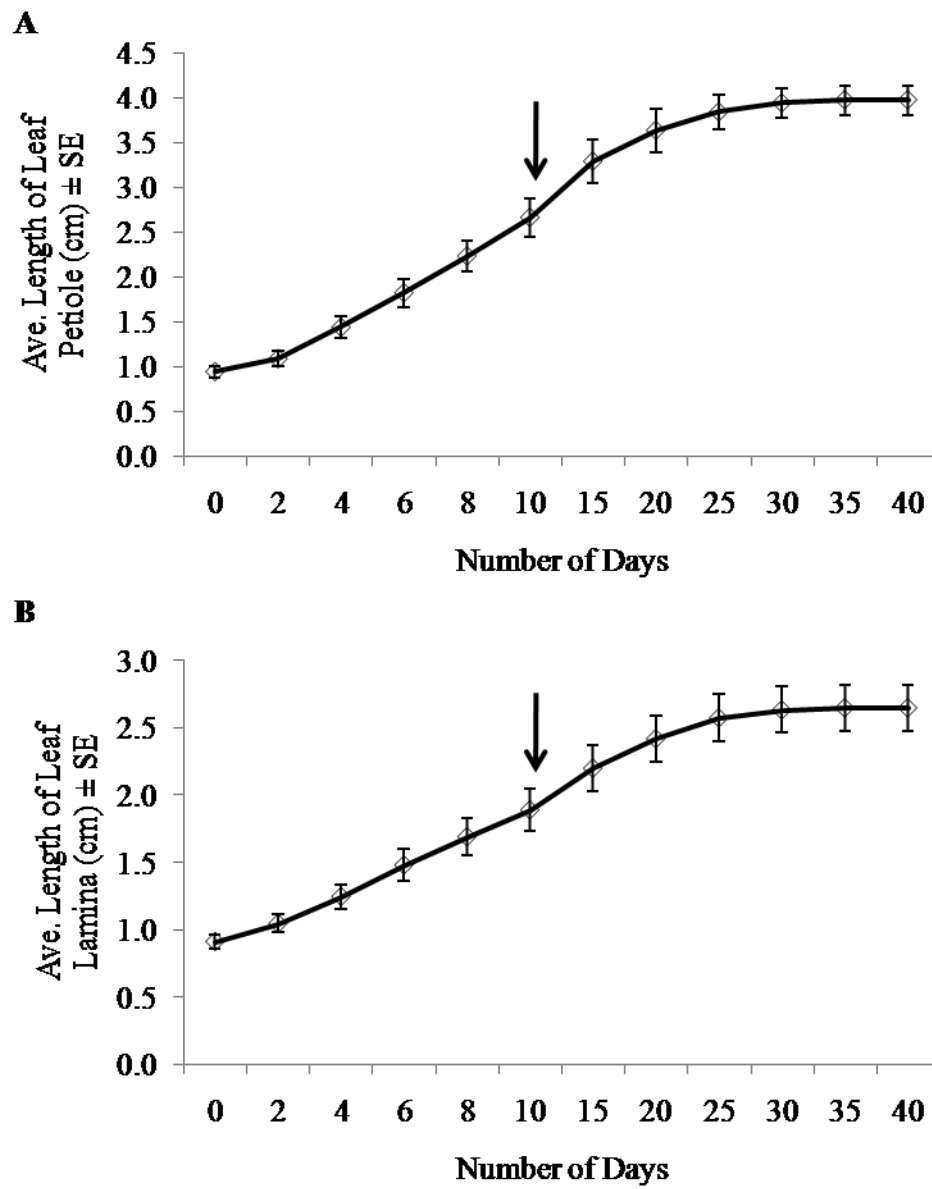 A
Ave. Length of Leaf
Petiole (cm) ± SE
4.5
4.0
3.5
3.0
2.5
2.0
1.5
1.0
0.5
0.0
0 2 4 6 8 10 15 20 25 30 35 40
Number of Days
B
Ave. Length of Leaf
Lamina (cm) ± SE
3.0
2.5
2.0
1.5
1.0
0.5
0.0
0 2 4 6 8 10 15 20 25 30 35 40
Number of Days